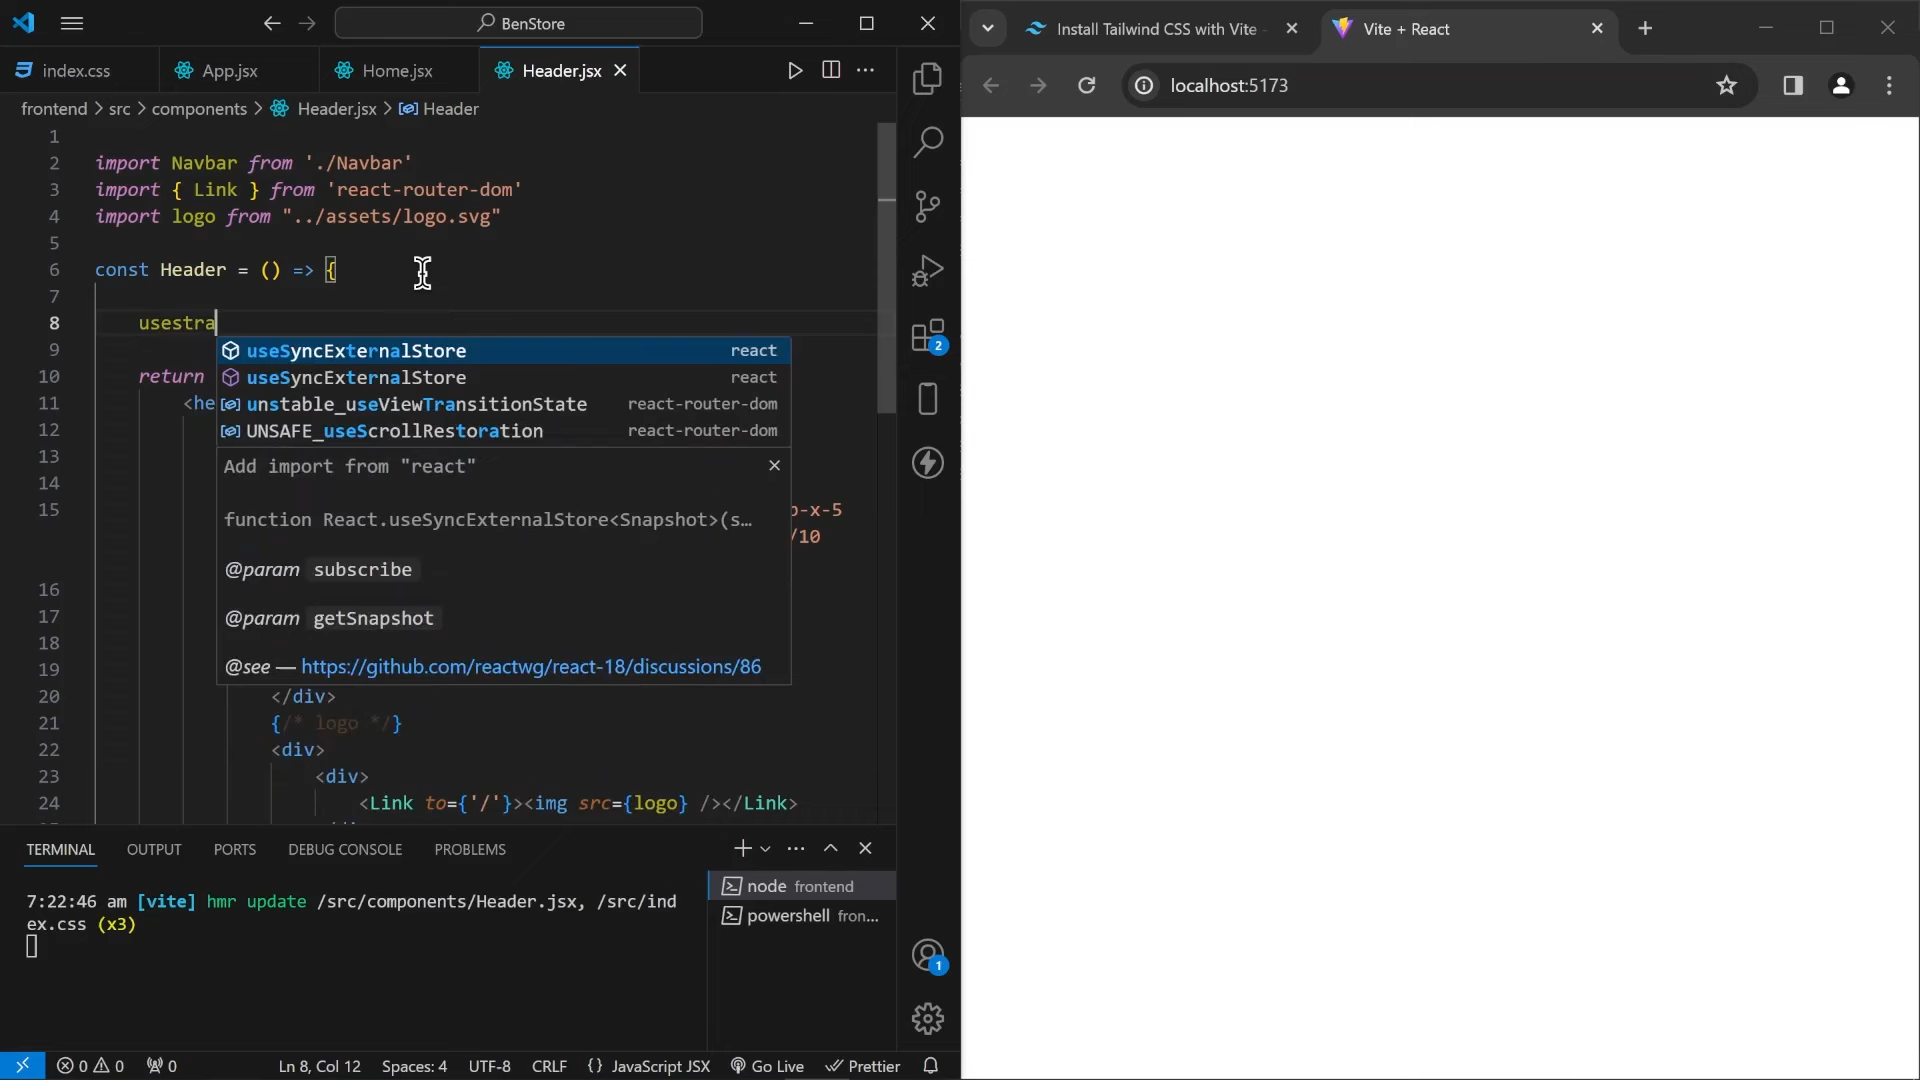 BenStore
index.css
App.jsx
Home.jsx
Header.jsx
frontend > src > components > Header.jsx > Header
1
2 import Navbar from './Navbar'
3 import { Link } from 'react-router-dom'
4 import logo from "../assets/logo.svg"
5
6 const Header = () => {
7
8 usestra
9
10 return
11 <he
12
13
14
15
16
17
18
19
20 </div>
21 {/* logo */}
22 <div>
23 <div>
24 <Link to={'/'}><img src={logo} /></Link>
useSyncExternalStore react
useSyncExternalStore react
unstable_useViewTransitionState react-router-dom
UNSAFE_useScrollRestoration react-router-dom
Add import from "react"
function React.useSyncExternalStore<Snapshot>(s…
@param subscribe
@param getSnapshot
@see — https://github.com/reactwg/react-18/discussions/86
-x-5
/10
2
TERMINAL OUTPUT PORTS DEBUG CONSOLE PROBLEMS
7:22:46 am [vite] hmr update /src/components/Header.jsx, /src/ind
ex.css (x3)
node frontend
powershell fron...
1
0 0 0 Ln 8, Col 12 Spaces: 4 UTF-8 CRLF {} JavaScript JSX Go Live Prettier
Install Tailwind CSS with Vite
Vite + React
localhost:5173